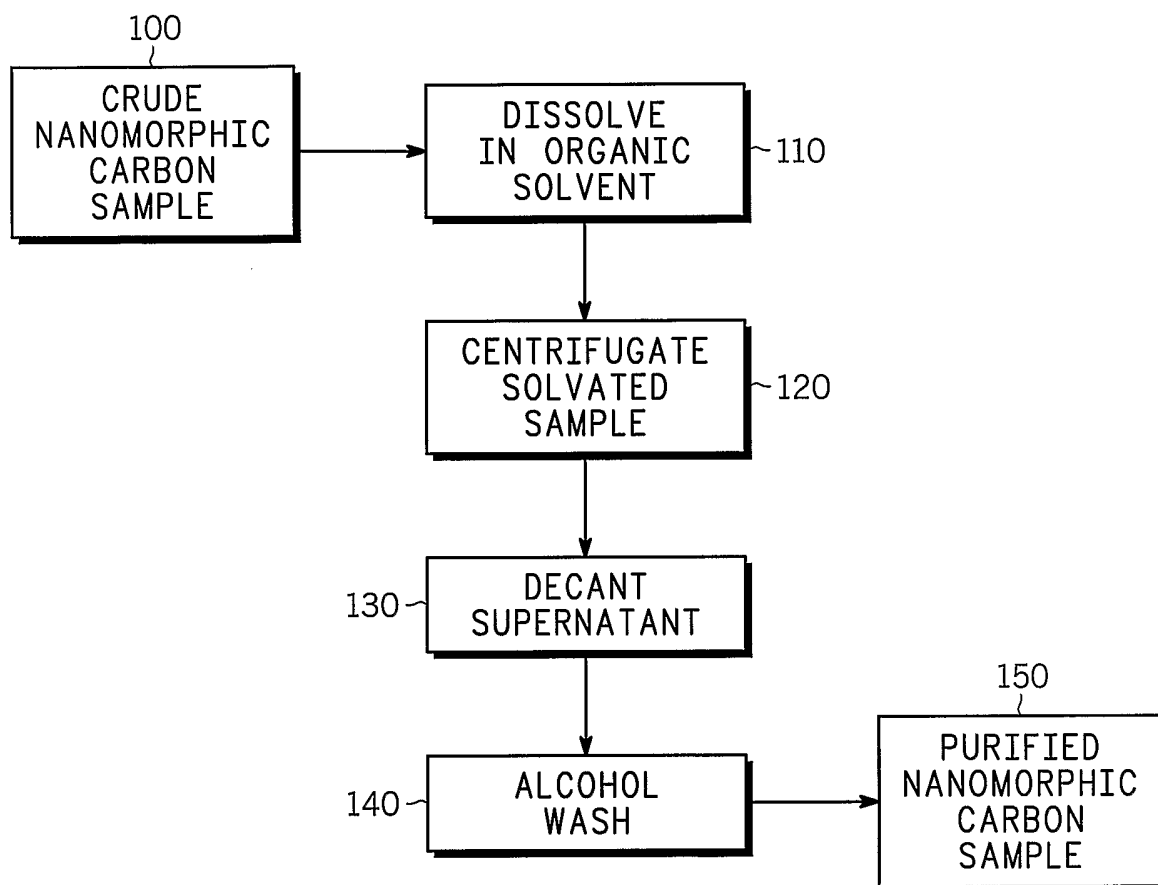 100
CRUDE
NANOMORPHIC
CARBON
SAMPLE
DISSOLVE
IN ORGANIC
SOLVENT
110
CENTRIFUGATE
SOLVATED
SAMPLE
120
DECANT
SUPERNATANT
130
ALCOHOL
WASH
140
150
PURIFIED
NANOMORPHIC
CARBON
SAMPLE